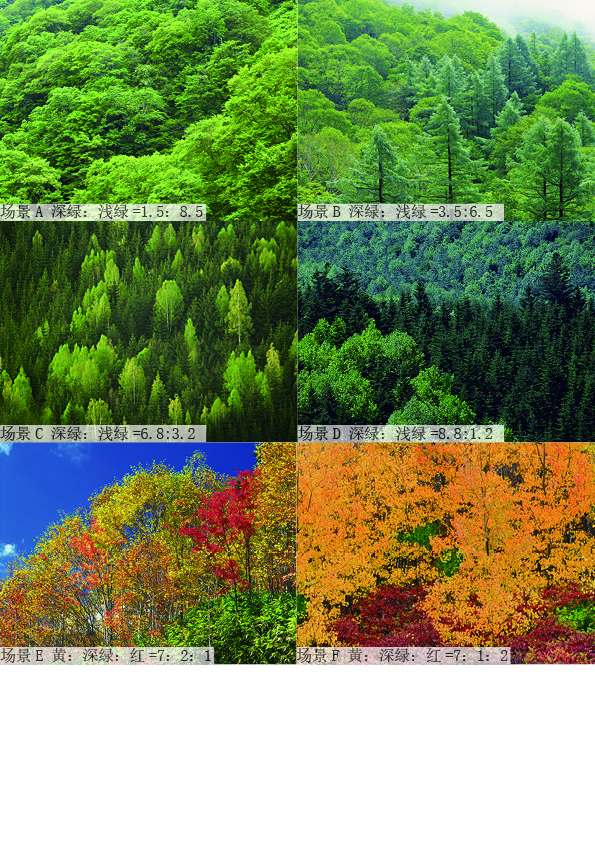 场景 A 深绿：浅绿 =1.5：8.5
场景 B 深绿：浅绿 =3.5:6.5
场景 C 深绿：浅绿 =6.8:3.2
场景 D 深绿：浅绿 =8.8:1.2
场景 E 黄：深绿：红 =7：2：1
场景 F 黄：深绿：红 =7：1：2